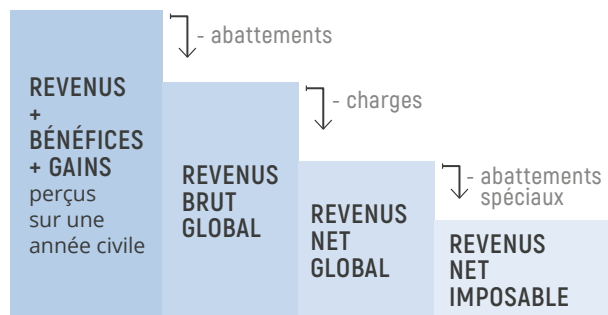 REVENUS
+
BÉNÉFICES
+ GAINS
perçus
sur une
année civile
- abattements
REVENUS
BRUT
GLOBAL
- charges
REVENUS
NET
GLOBAL
- abattements
spéciaux
REVENUS
NET
IMPOSABLE